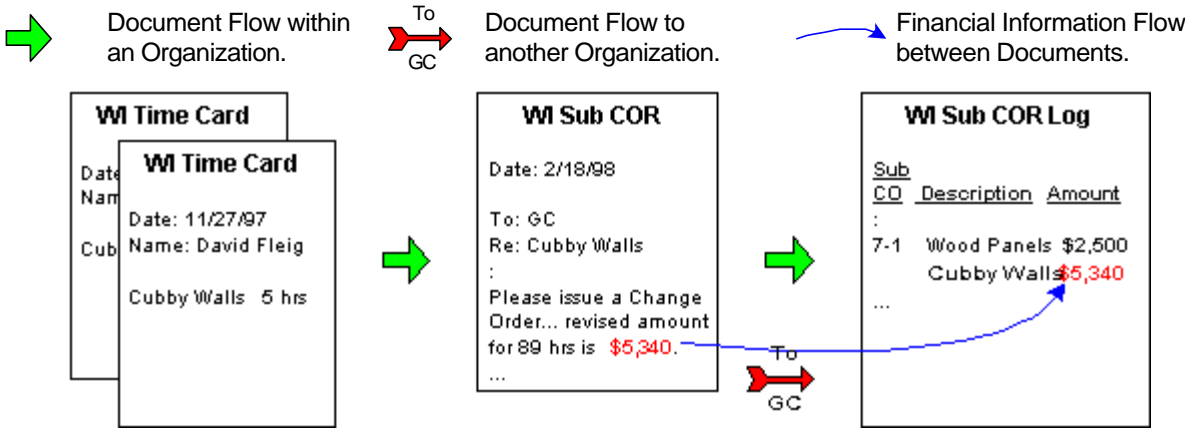 To
GC
Document Flow within
an Organization.
Document Flow to
another Organization.
Financial Information Flow
between Documents.
WI Time Card
Date
Nam
Cub
WI Time Card
Date: 11/27/97
Name: David Fleig
Cubby Walls 5 hrs
WI Sub COR
Date: 2/18/98
To: GC
Re: Cubby Walls
:
Please issue a Change
Order... revised amount
for 89 hrs is $5,340.
...
To
GC
WI Sub COR Log
Sub
CO Description Amount
:
7-1 Wood Panels $2,500
Cubby Walls $5,340
...